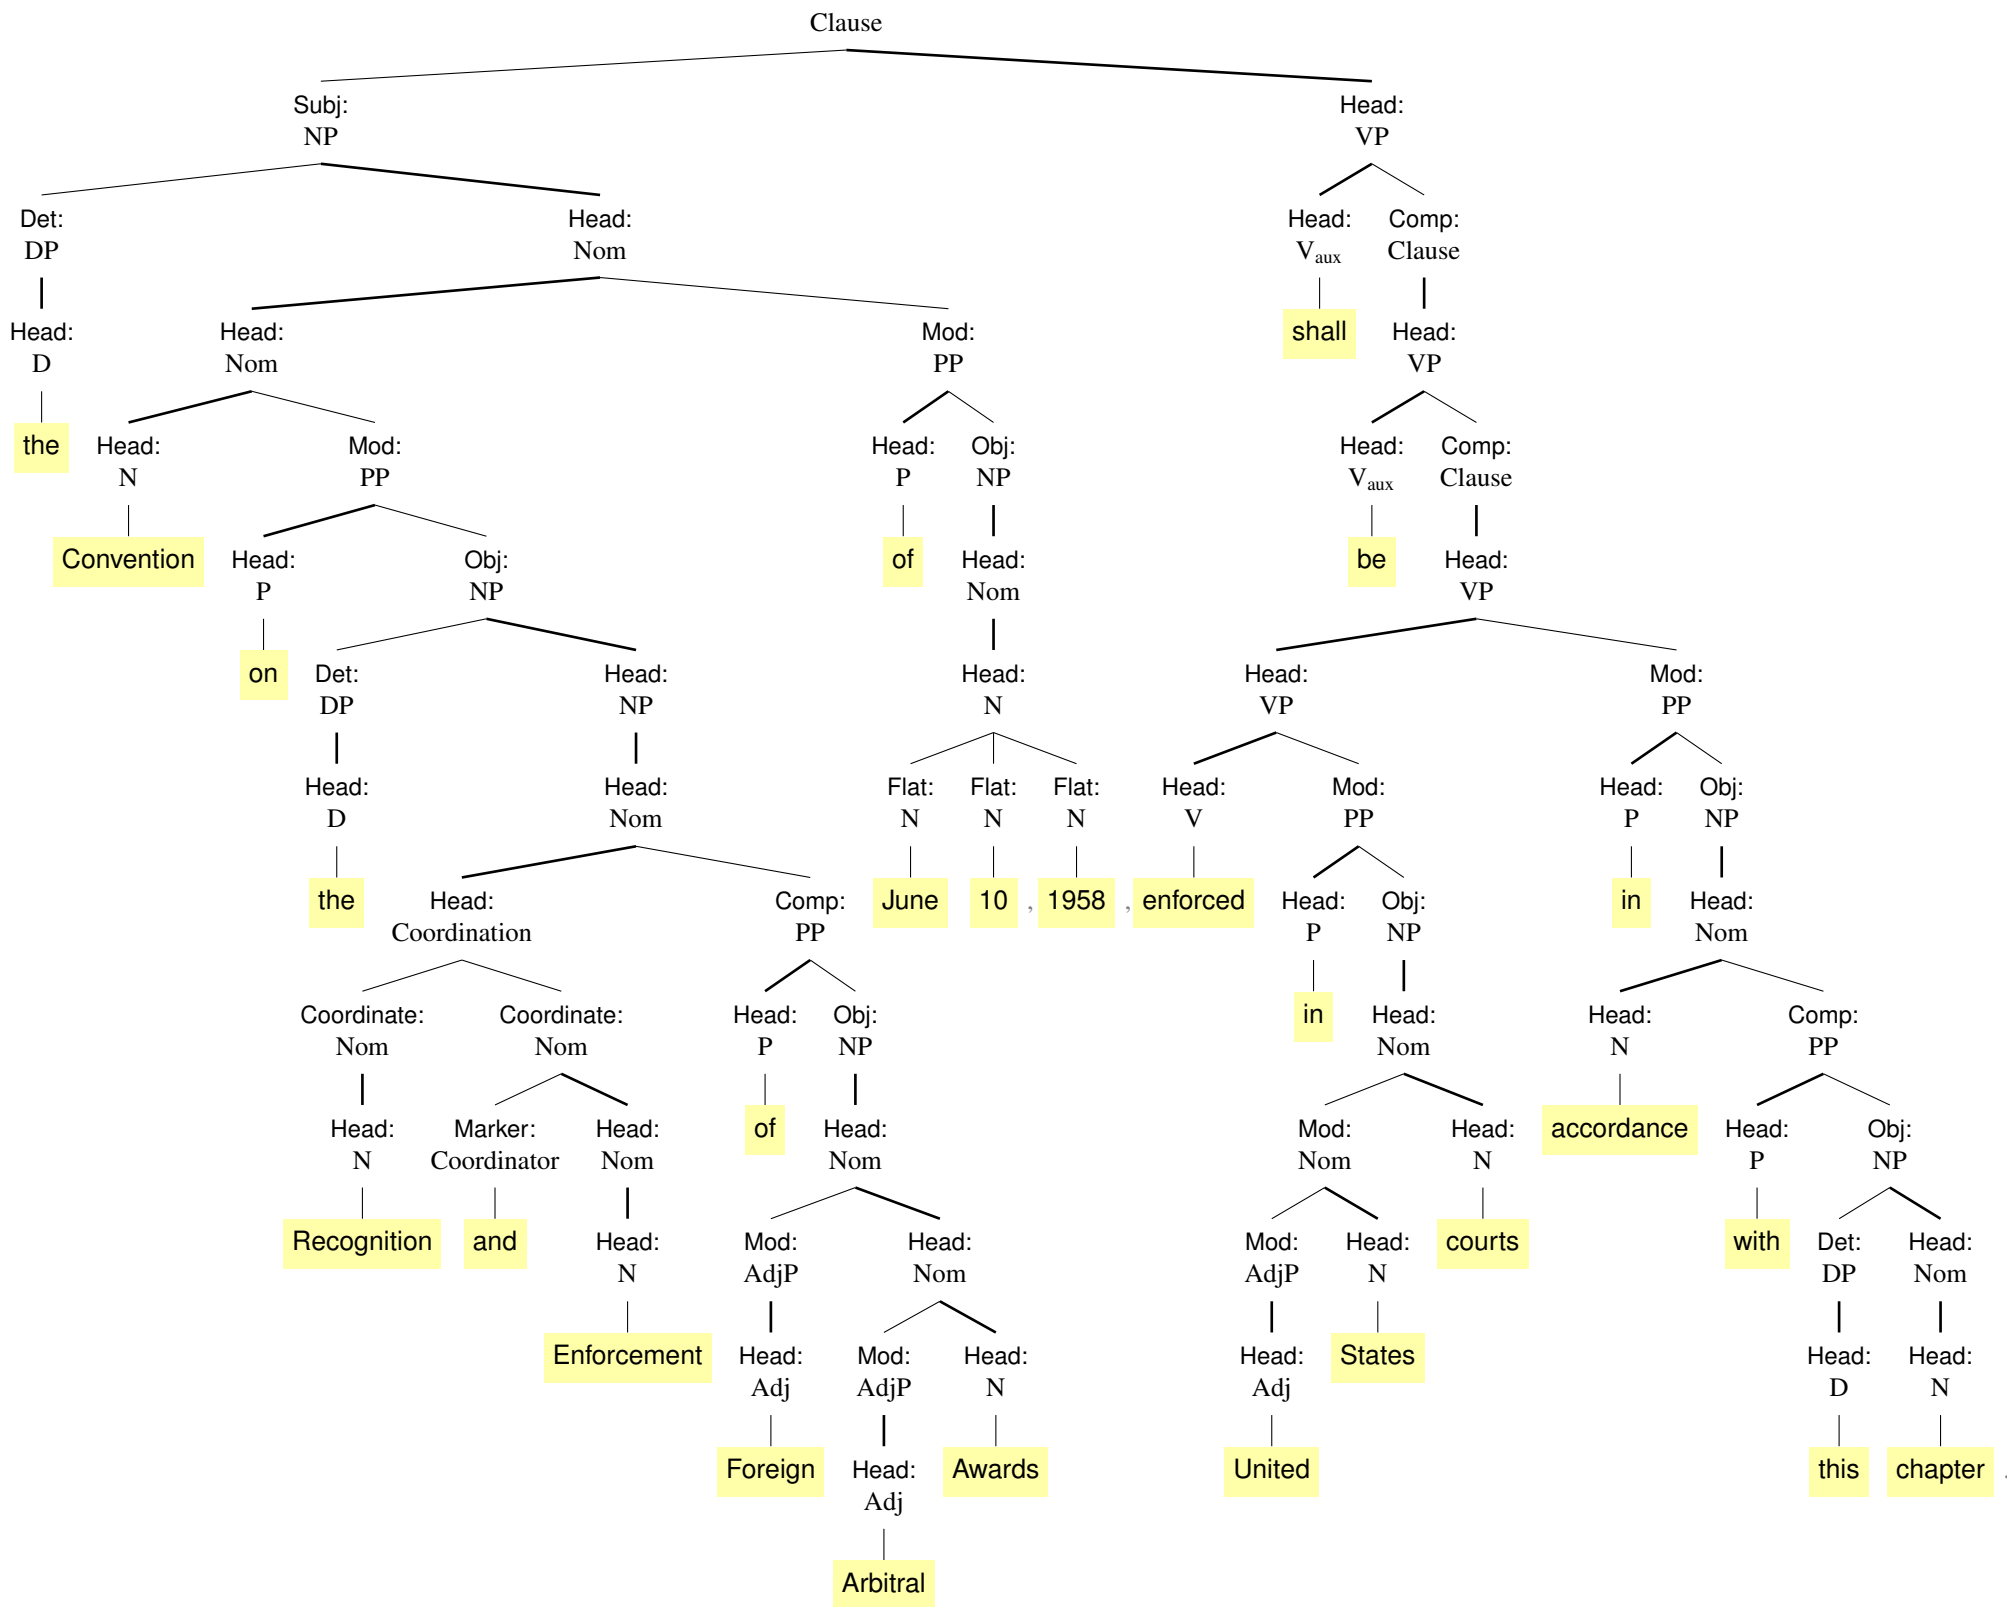 Clause
Subj: Head:
NP VP
Det: Head: Head: Comp:
DP Nom Vaux Clause
Head: Head: Mod: shall Head:
D Nom PP VP
the Head: Mod: Head: Obj: Head: Comp:
N PP P NP Vaux Clause
Convention Head: Obj: of Head: be Head:
P NP Nom VP
on Det: Head: Head: Head: Mod:
DP NP N VP PP
Head: Head: Flat: Flat: Flat: Head: Mod: Head: Obj:
D Nom N N N V PP P NP
the Head: Comp: June 10 , 1958 , enforced Head: Obj: in Head:
Coordination PP P NP Nom
Coordinate: Coordinate: Head: Obj: in Head: Head: Comp:
Nom Nom P NP Nom N PP
Head: Marker: Head: of Head: Mod: Head: accordance Head: Obj:
N Coordinator Nom Nom Nom N P NP
Recognition and Head: Mod: Head: Mod: Head: courts with Det: Head:
N AdjP Nom AdjP N DP Nom
Enforcement Head: Mod: Head: Head: States Head: Head:
Adj AdjP N Adj D N
Foreign Head: Awards United this chapter .
Adj
Arbitral